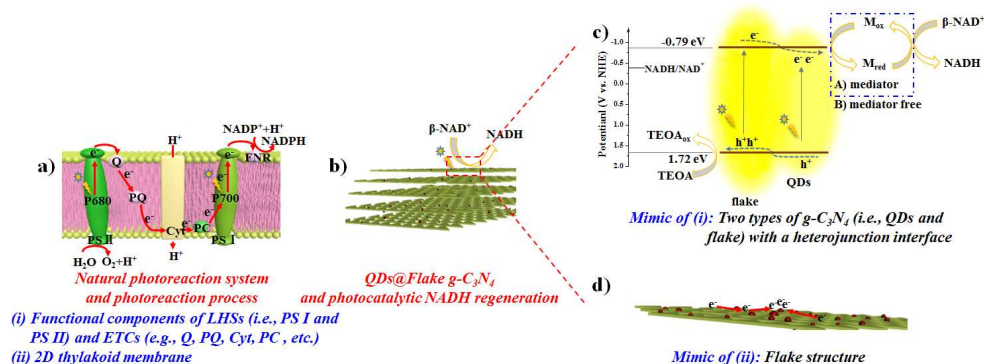 a)
NADP⁺+H⁺
NADPH
H⁺
e⁻
Q
e⁻
FNR
e⁻
P680
PQ
e⁻
e⁻
P700
e⁻
Cyt
e⁻
PC
PS II
PS I
H₂O
O₂+H⁺
H⁺
Natural photoreaction system
and photoreaction process
(i) Functional components of LHSs (i.e., PS I and
PS II) and ETCs (e.g., Q, PQ, Cyt, PC , etc.)
(ii) 2D thylakoid membrane
b)
β-NAD⁺
NADH
QDs@Flake g-C₃N₄
and photocatalytic NADH regeneration
c)
Potentiand (V vs. NHE)
-1.0
-0.5
0.0
0.5
1.0
1.5
2.0
-0.79 eV
NADH/NAD⁺
TEOAₒₓ
1.72 eV
TEOA
e⁻
e⁻ e⁻
h⁺h⁺
h⁺
flake
QDs
Mₒₓ
β-NAD⁺
M_red
NADH
A) mediator
B) mediator free
Mimic of (i): Two types of g-C₃N₄ (i.e., QDs and
flake) with a heterojunction interface
d)
e⁻
e⁻
e⁻
e⁻
e⁻
e⁻
Mimic of (ii): Flake structure